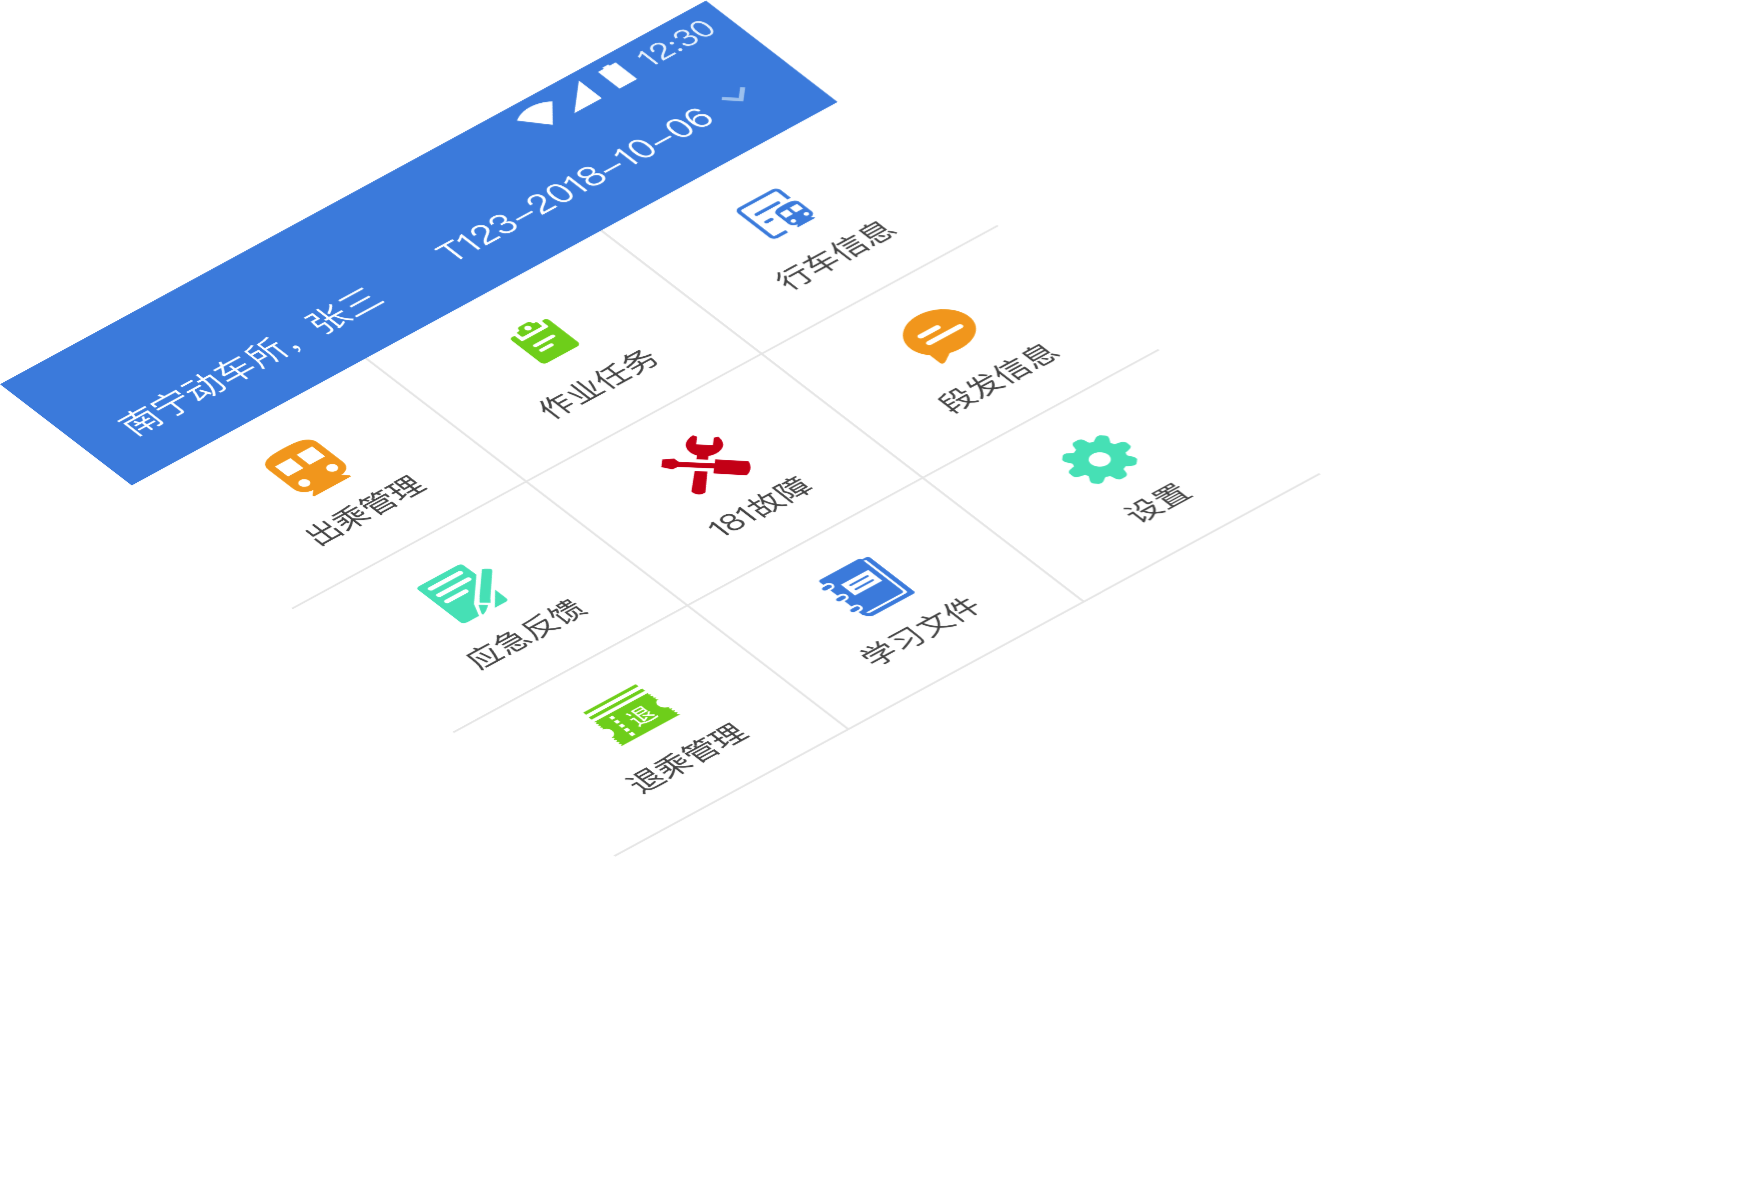 12:30
南宁动车所，张三 T123-2018-10-06
出乘管理 作业任务 行车信息
应急反馈 181故障 段发信息
退
退乘管理 学习文件 设置